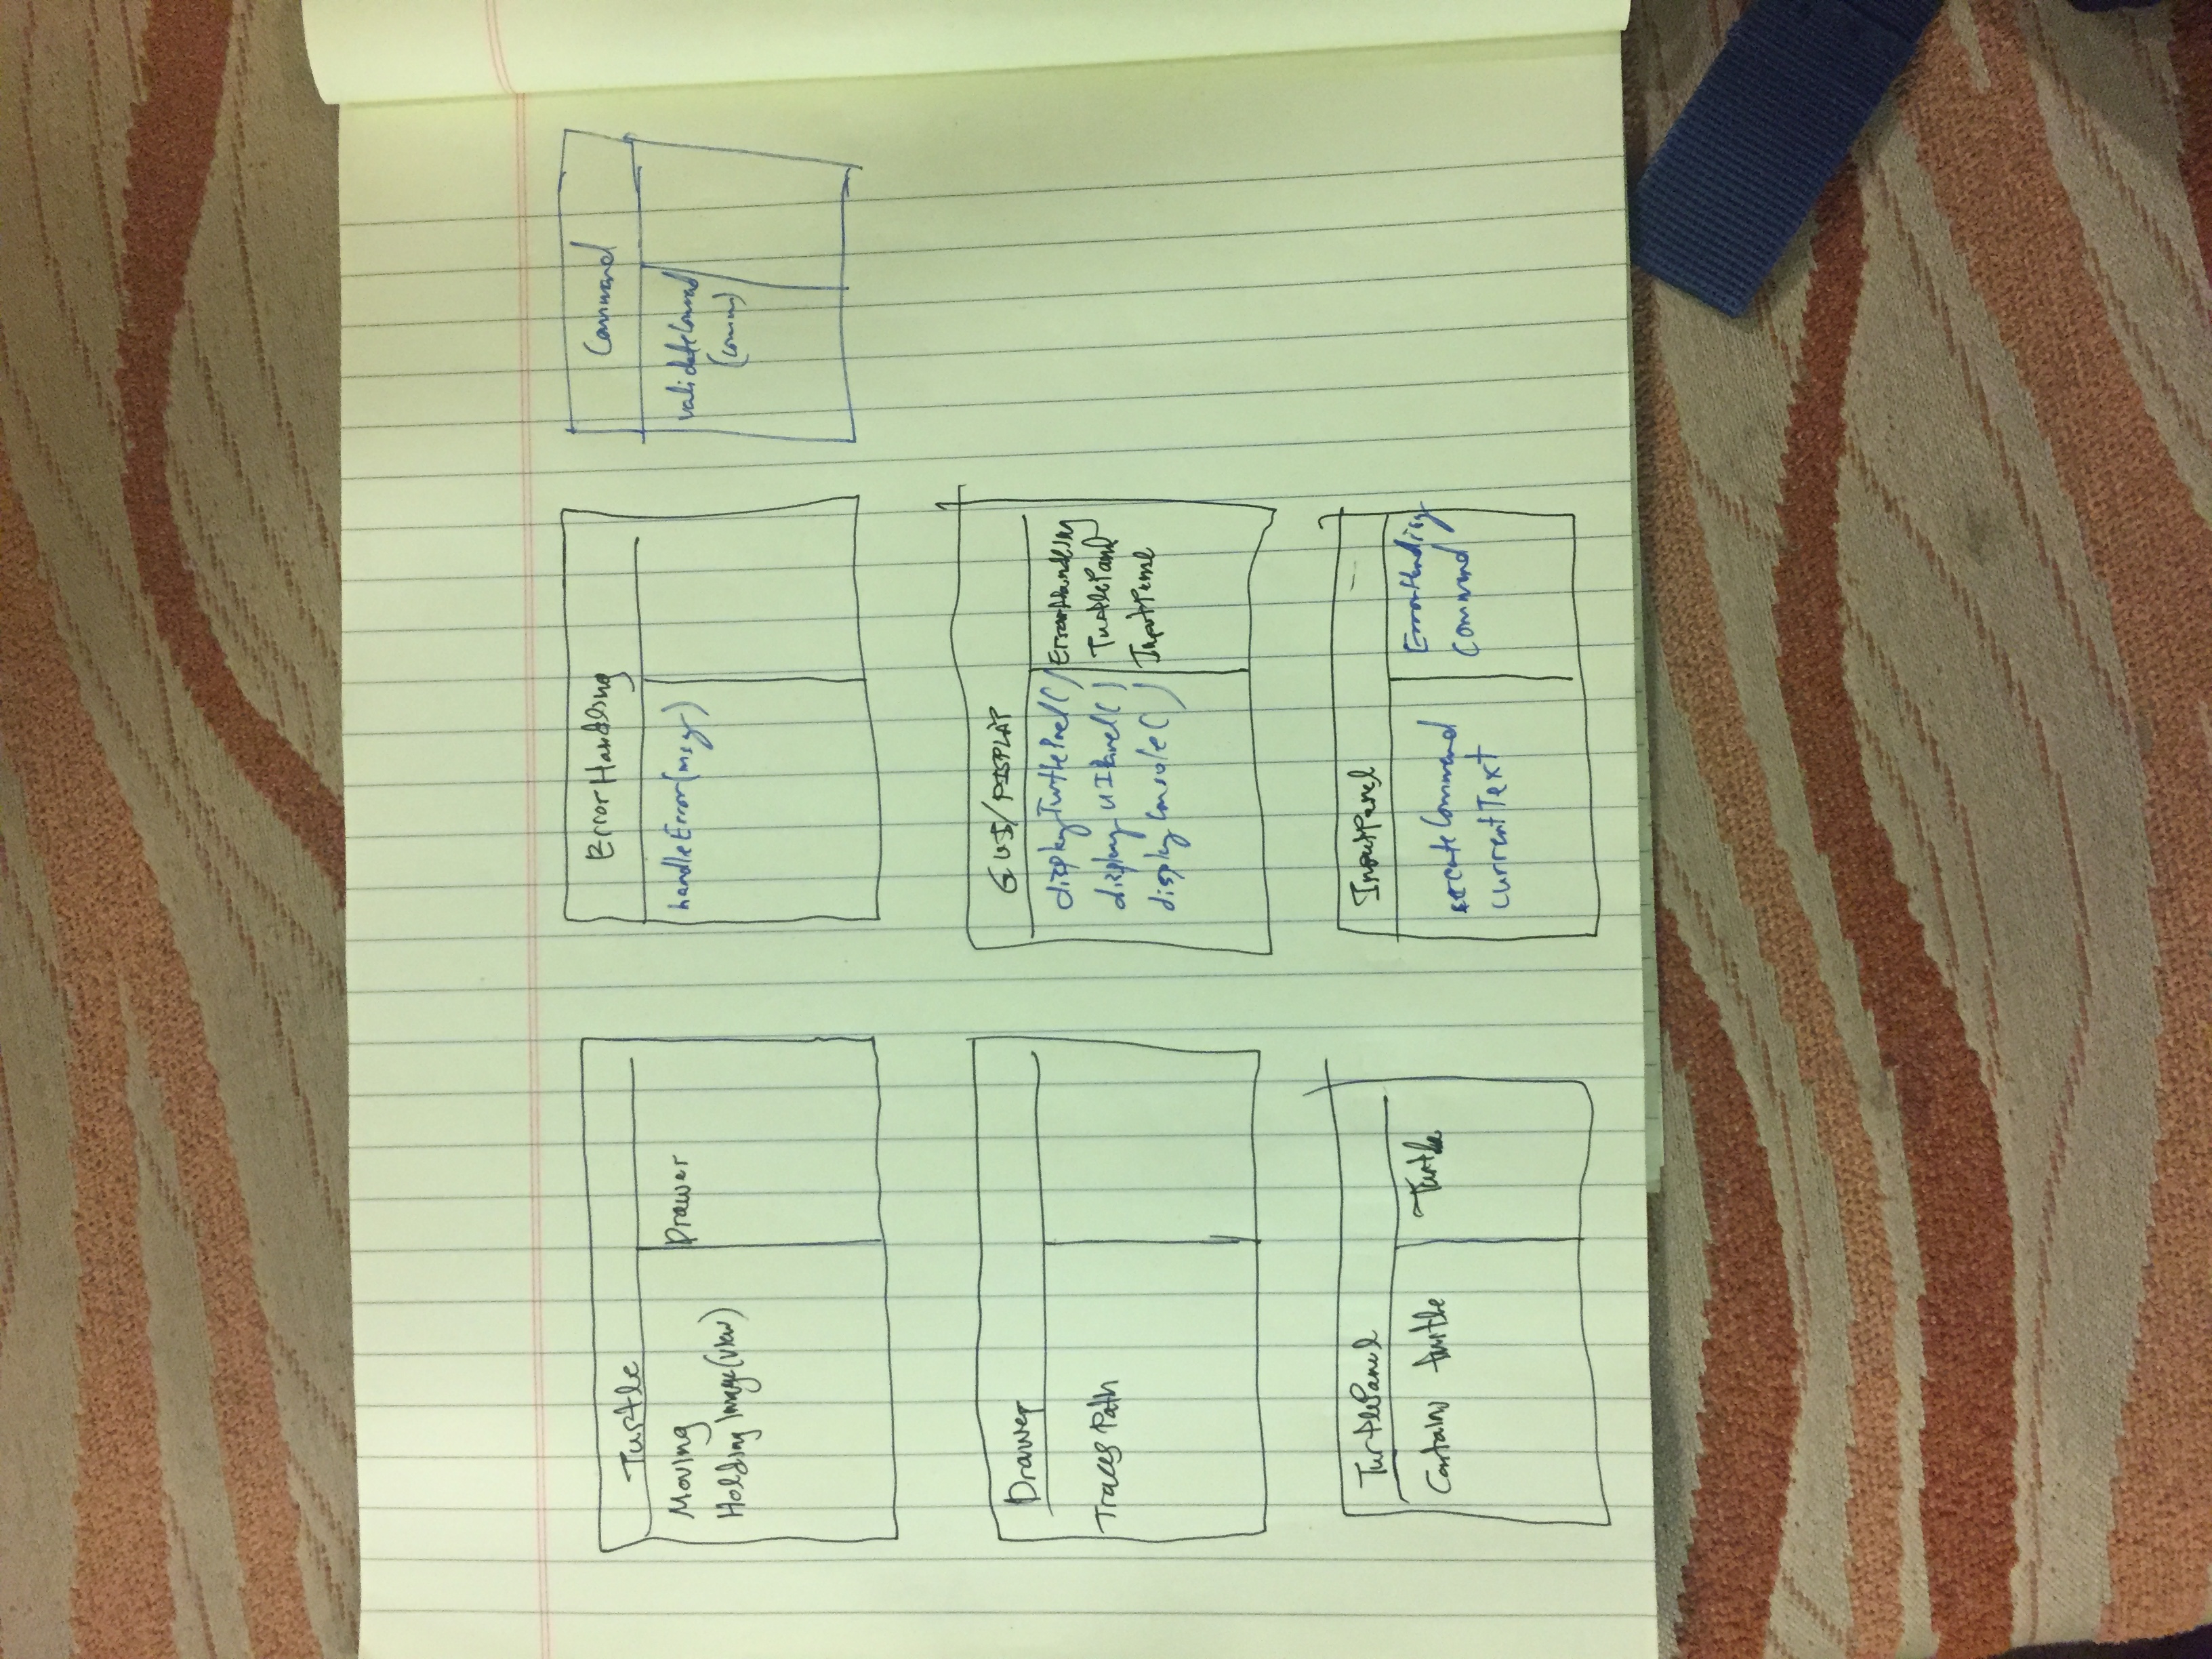 Turtle
Moving
Holding Image(View)
Drawer
ErrorHandling
handleError(msg)
Command
validateCommand
(comm)
Drawer
Traces Path
GUI/DISPLAY
displayTurtlePanel()
displayUIPanel()
displayConsole()
ErrorHandling
TurtlePanel
InputPanel
TurtlePanel
Contains turtle
Turtle
InputPanel
createCommand
currentText
ErrorHandling
Command